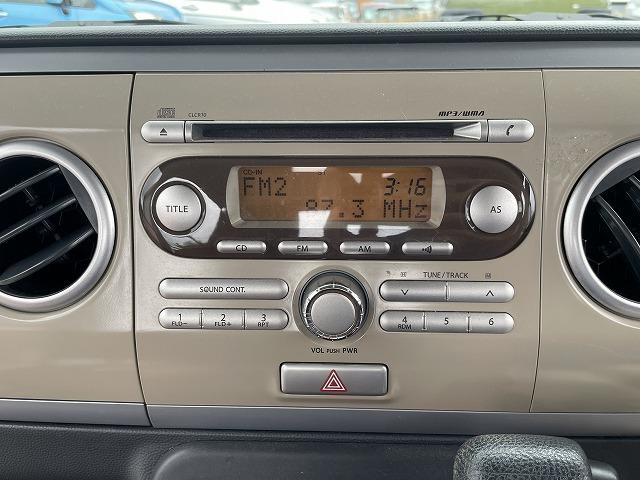 CLCR10
MP3/WMA
CD-IN ST
FM2 3:16
87.3 MHz
TITLE
AS
CD FM AM
SOUND CONT.
TUNE/TRACK
1 FLD− 2 FLD+ 3 RPT
4 RDM 5 6
VOL PUSH PWR